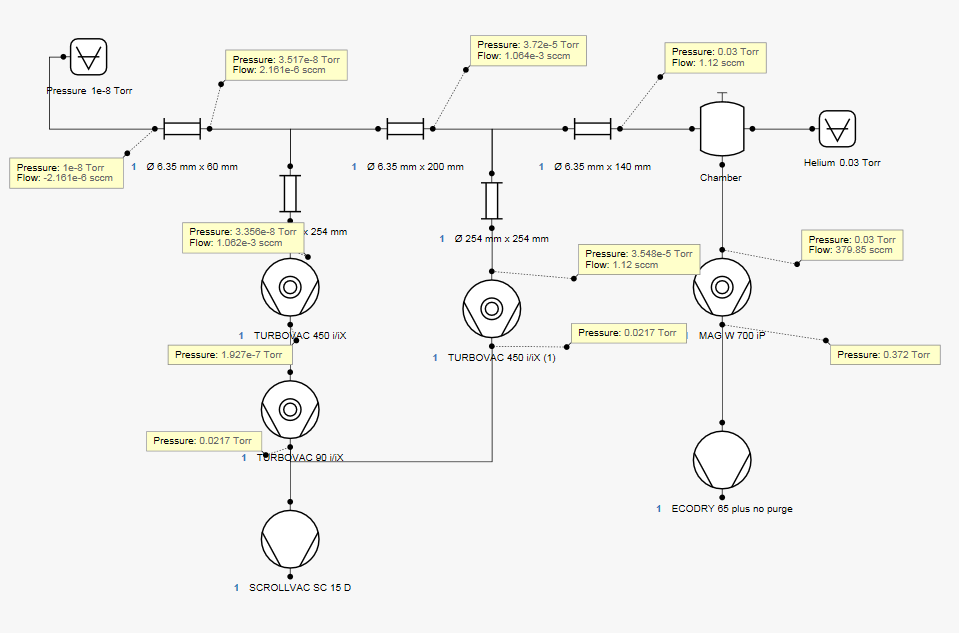 Pressure: 3.72e-5 Torr
Flow: 1.064e-3 sccm
Pressure: 0.03 Torr
Flow: 1.12 sccm
Pressure: 3.517e-8 Torr
Flow: 2.161e-6 sccm
Pressure 1e-8 Torr
Pressure: 1e-8 Torr
Flow: -2.161e-6 sccm
1 Ø 6.35 mm x 60 mm
1 Ø 6.35 mm x 200 mm
1 Ø 6.35 mm x 140 mm
Helium 0.03 Torr
Chamber
Pressure: 3.356e-8 Torr
Flow: 1.062e-3 sccm
x 254 mm
1 Ø 254 mm x 254 mm
Pressure: 0.03 Torr
Flow: 379.85 sccm
Pressure: 3.548e-5 Torr
Flow: 1.12 sccm
1 TURBOVAC 450 i/iX
Pressure: 0.0217 Torr
MAG W 700 iP
Pressure: 1.927e-7 Torr
1 TURBOVAC 450 i/iX (1)
Pressure: 0.372 Torr
Pressure: 0.0217 Torr
1 TURBOVAC 90 i/iX
1 ECODRY 65 plus no purge
1 SCROLLVAC SC 15 D